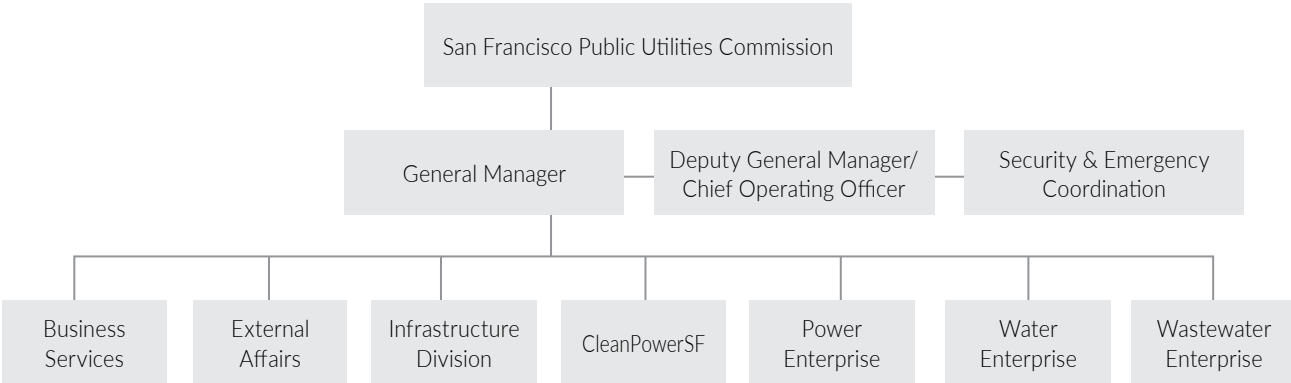 San Francisco Public Utilities Commission
General Manager
Deputy General Manager/
Chief Operating Officer
Security & Emergency
Coordination
Business
Services
External
Affairs
Infrastructure
Division
CleanPowerSF
Power
Enterprise
Water
Enterprise
Wastewater
Enterprise